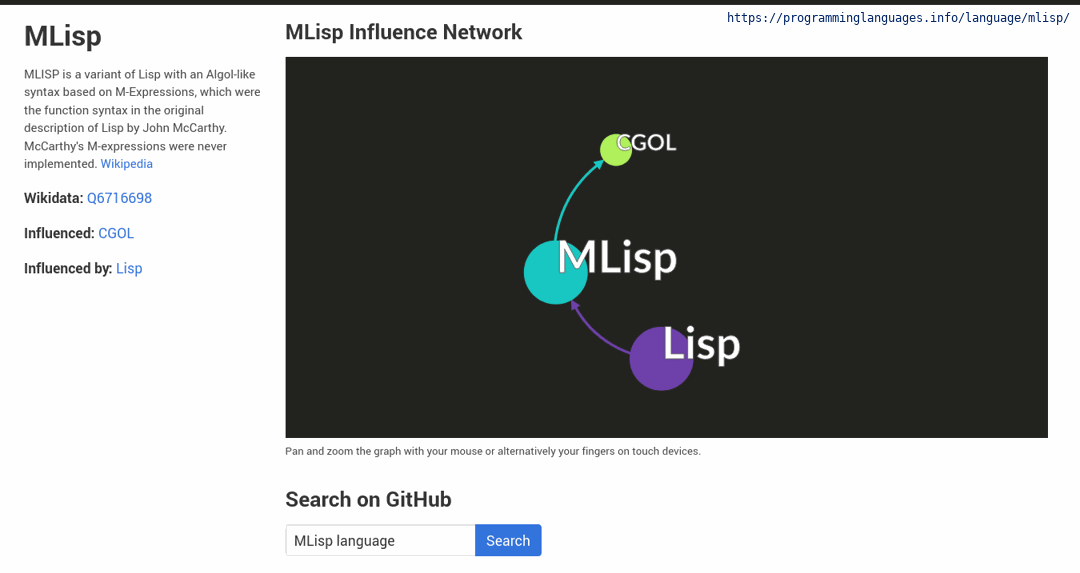 https://programminglanguages.info/language/mlisp/
MLisp
MLISP is a variant of Lisp with an Algol-like
syntax based on M-Expressions, which were
the function syntax in the original
description of Lisp by John McCarthy.
McCarthy's M-expressions were never
implemented. Wikipedia
Wikidata: Q6716698
Influenced: CGOL
Influenced by: Lisp
MLisp Influence Network
CGOL
MLisp
Lisp
Pan and zoom the graph with your mouse or alternatively your fingers on touch devices.
Search on GitHub
MLisp language Search